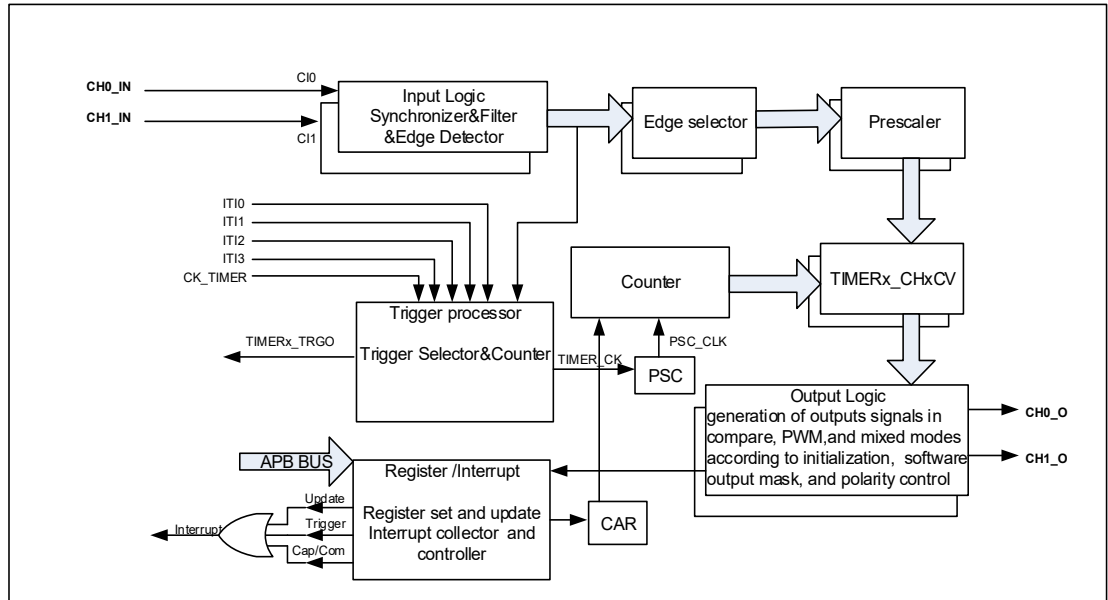 CH0_IN
CI0
CH1_IN
CI1
Input Logic
Synchronizer&Filter
&Edge Detector
Edge selector
Prescaler
ITI0
ITI1
ITI2
ITI3
CK_TIMER
Counter
TIMERx_CHxCV
Trigger processor
Trigger Selector&Counter
TIMERx_TRGO
TIMER_CK
PSC_CLK
PSC
Output Logic
generation of outputs signals in
compare, PWM,and mixed modes
according to initialization, software
output mask, and polarity control
CH0_O
CH1_O
APB BUS
Register /Interrupt
Register set and update
Interrupt collector and
controller
CAR
Update
Trigger
Cap/Com
Interrupt